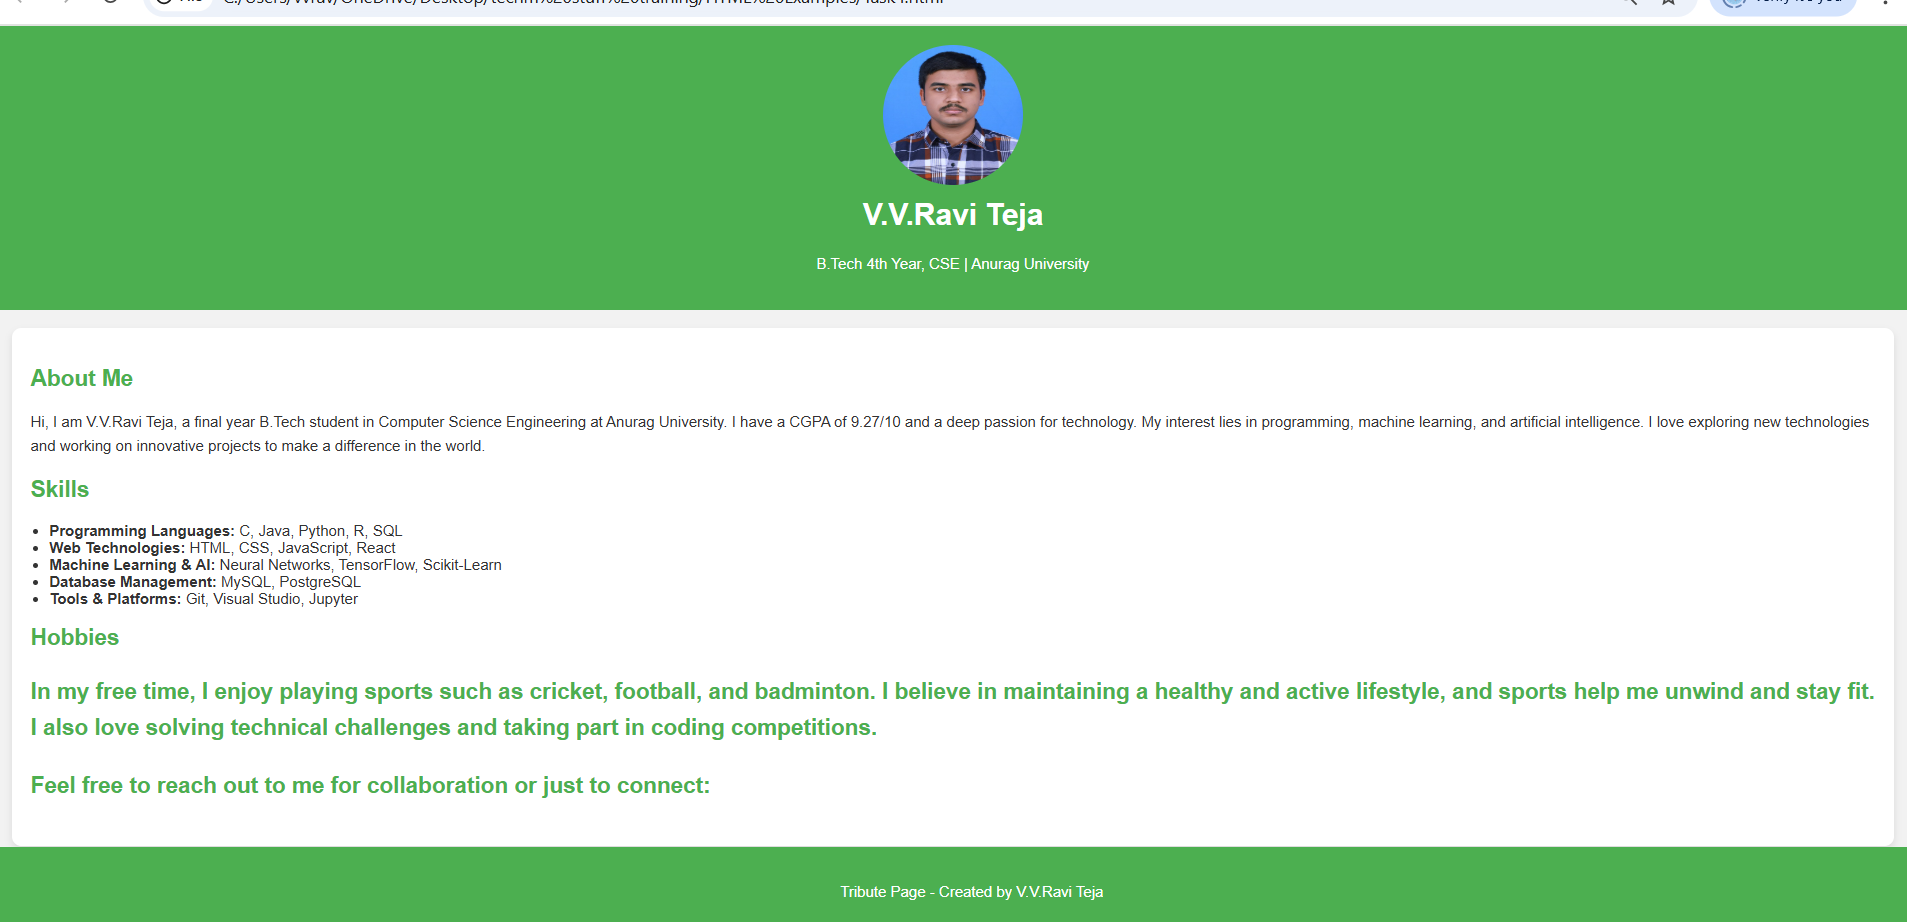 V.V.Ravi Teja
B.Tech 4th Year, CSE | Anurag University
About Me
Hi, I am V.V.Ravi Teja, a final year B.Tech student in Computer Science Engineering at Anurag University. I have a CGPA of 9.27/10 and a deep passion for technology. My interest lies in programming, machine learning, and artificial intelligence. I love exploring new technologies
and working on innovative projects to make a difference in the world.
Skills
• Programming Languages: C, Java, Python, R, SQL
• Web Technologies: HTML, CSS, JavaScript, React
• Machine Learning & AI: Neural Networks, TensorFlow, Scikit-Learn
• Database Management: MySQL, PostgreSQL
• Tools & Platforms: Git, Visual Studio, Jupyter
Hobbies
In my free time, I enjoy playing sports such as cricket, football, and badminton. I believe in maintaining a healthy and active lifestyle, and sports help me unwind and stay fit.
I also love solving technical challenges and taking part in coding competitions.
Feel free to reach out to me for collaboration or just to connect:
Tribute Page - Created by V.V.Ravi Teja